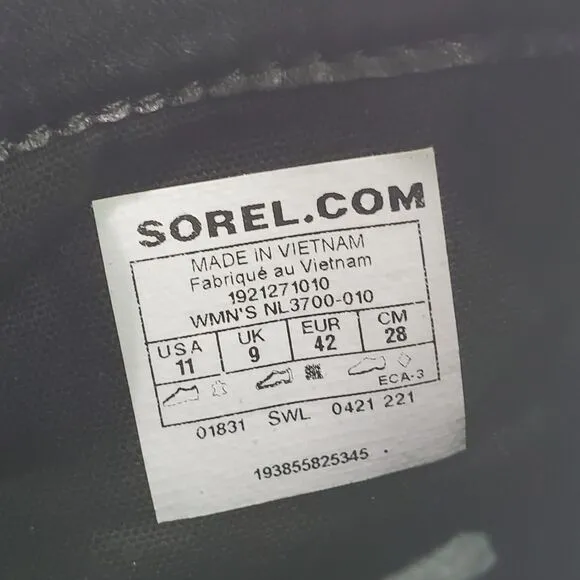 SOREL.COM
MADE IN VIETNAM
Fabriqué au Vietnam
1921271010
WMN'S NL3700-010
USA UK EUR CM
11 9 42 28
ECA-3
01831 SWL 0421 221
193855825345